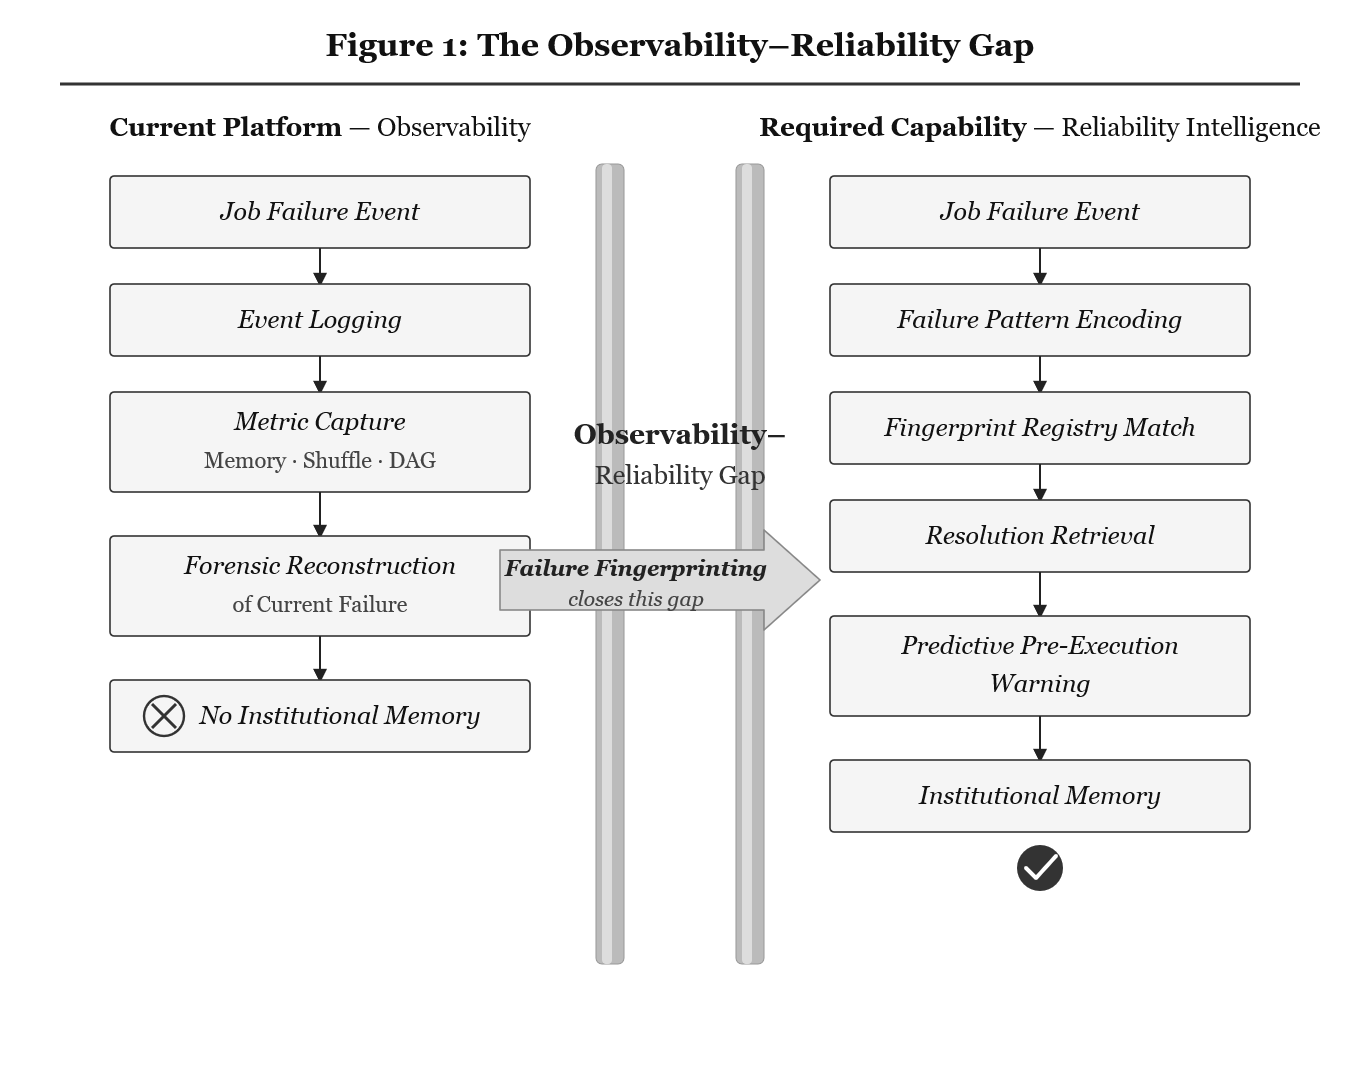 Figure 1: The Observability–Reliability Gap
Current Platform — Observability
Job Failure Event
Event Logging
Metric Capture
Memory · Shuffle · DAG
Forensic Reconstruction
of Current Failure
No Institutional Memory
Observability–
Reliability Gap
Failure Fingerprinting
closes this gap
Required Capability — Reliability Intelligence
Job Failure Event
Failure Pattern Encoding
Fingerprint Registry Match
Resolution Retrieval
Predictive Pre-Execution
Warning
Institutional Memory